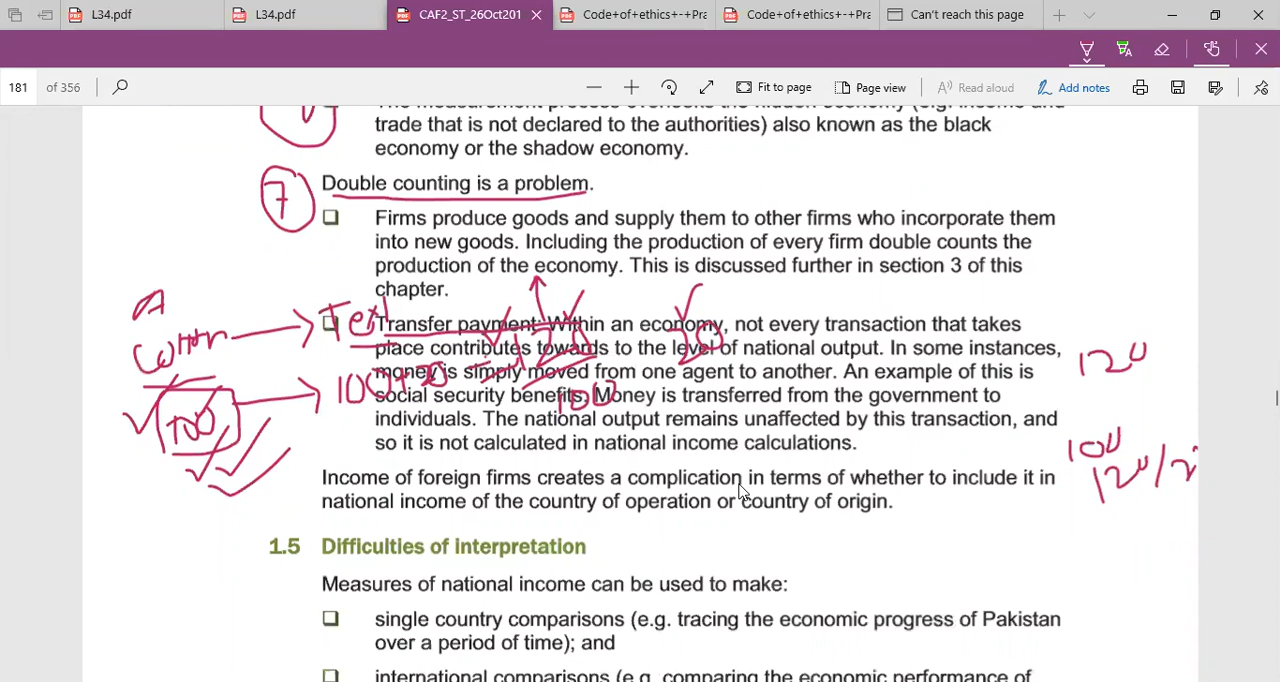 L34.pdf
L34.pdf
CAF2_ST_26Oct201
Code+of+ethics+-+Pra
Code+of+ethics+-+Pra
Can't reach this page
181 of 356
Fit to page
Page view
Read aloud
Add notes
trade that is not declared to the authorities) also known as the black
economy or the shadow economy.
7
Double counting is a problem.
Firms produce goods and supply them to other firms who incorporate them
into new goods. Including the production of every firm double counts the
production of the economy. This is discussed further in section 3 of this
chapter.
A
Cotton
Text
Transfer payment: Within an economy, not every transaction that takes
120
20
place contributes towards to the level of national output. In some instances,
120
100
100+20
money is simply moved from one agent to another. An example of this is
social security benefits. Money is transferred from the government to
100
individuals. The national output remains unaffected by this transaction, and
so it is not calculated in national income calculations.
100
120/2
Income of foreign firms creates a complication in terms of whether to include it in
national income of the country of operation or country of origin.
1.5 Difficulties of interpretation
Measures of national income can be used to make:
single country comparisons (e.g. tracing the economic progress of Pakistan
over a period of time); and
international comparisons (e.g. comparing the economic performance of